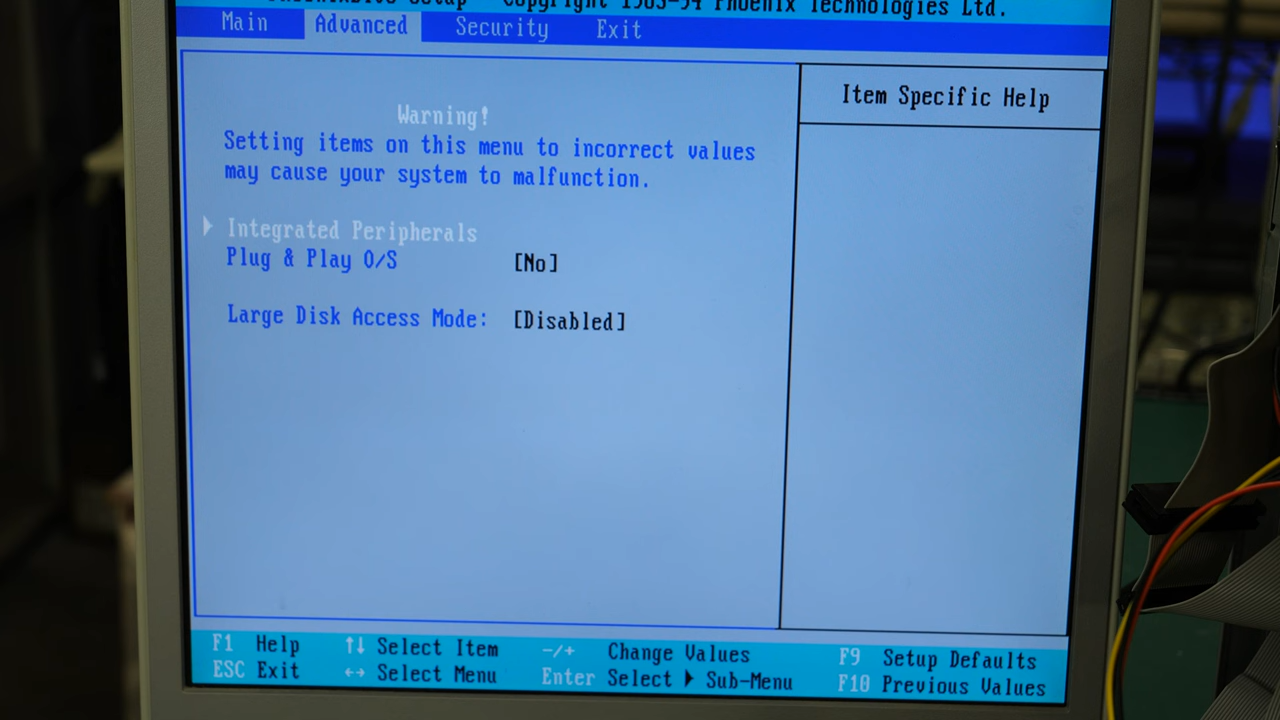 Setup Copyright Phoenix Technologies Ltd.
Main Advanced Security Exit
Item Specific Help
Warning!
Setting items on this menu to incorrect values
may cause your system to malfunction.
Integrated Peripherals
Plug & Play O/S [No]
Large Disk Access Mode: [Disabled]
F1 Help ↑↓ Select Item -/+ Change Values F9 Setup Defaults
ESC Exit ↔ Select Menu Enter Select ▶ Sub-Menu F10 Previous Values